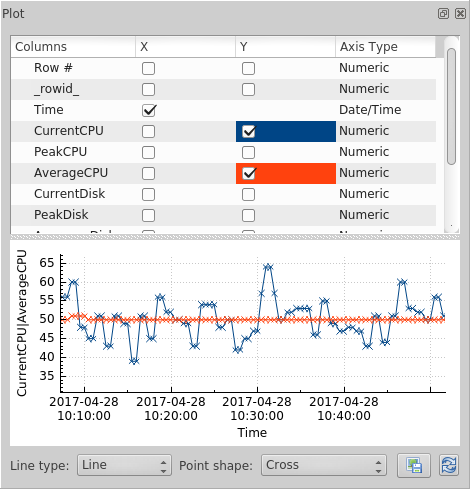 Plot
Columns X Y Axis Type
Row # Numeric
_rowid_ Numeric
Time Date/Time
CurrentCPU Numeric
PeakCPU Numeric
AverageCPU Numeric
CurrentDisk Numeric
PeakDisk Numeric
CurrentCPU|AverageCPU
65
60
55
50
45
40
35
2017-04-28 2017-04-28 2017-04-28 2017-04-28
10:10:00 10:20:00 10:30:00 10:40:00
Time
Line type: Line Point shape: Cross